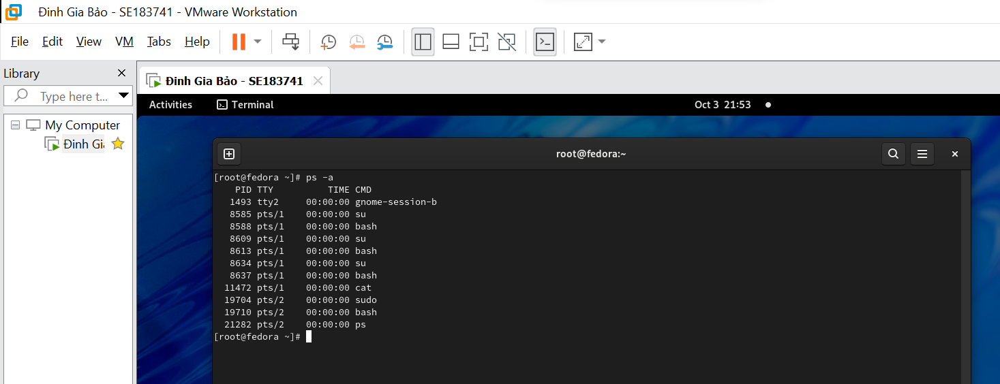 Đinh Gia Bảo - SE183741 - VMware Workstation
File Edit View VM Tabs Help
Library
Type here t...
My Computer
Đinh Gi
Đinh Gia Bảo - SE183741
Activities Terminal Oct 3 21:53
root@fedora:~
[root@fedora ~]# ps -a
PID TTY TIME CMD
1493 tty2 00:00:00 gnome-session-b
8585 pts/1 00:00:00 su
8588 pts/1 00:00:00 bash
8609 pts/1 00:00:00 su
8613 pts/1 00:00:00 bash
8634 pts/1 00:00:00 su
8637 pts/1 00:00:00 bash
11472 pts/1 00:00:00 cat
19704 pts/2 00:00:00 sudo
19710 pts/2 00:00:00 bash
21282 pts/2 00:00:00 ps
[root@fedora ~]#